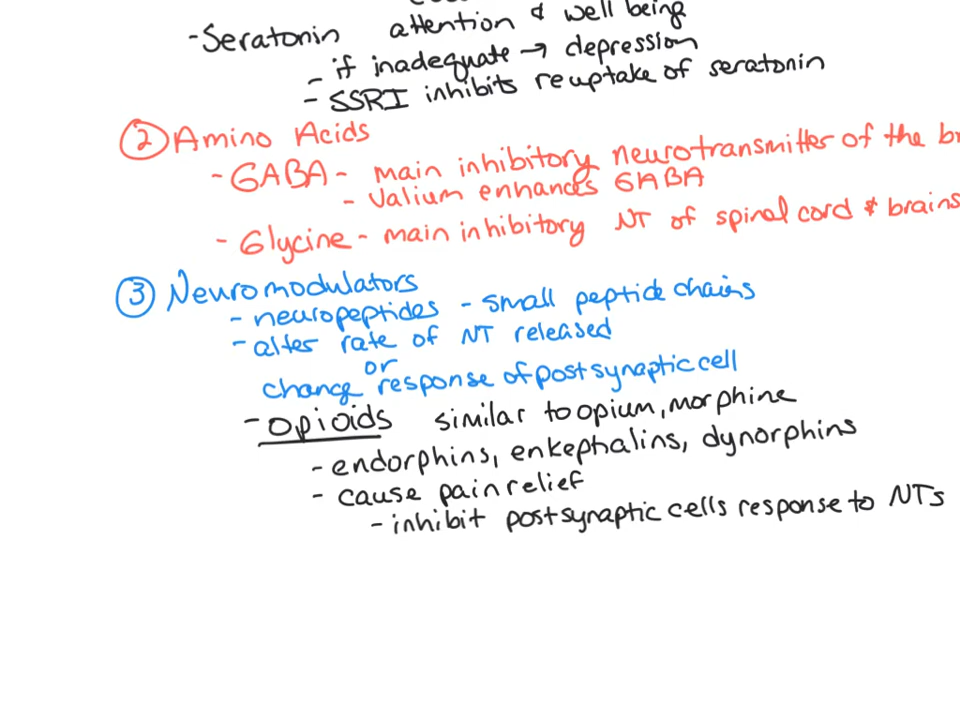 -Seratonin attention & well being
- if inadequate → depression
- SSRI inhibits reuptake of seratonin
② Amino Acids
- GABA - main inhibitory neurotransmitter of the br
- Valium enhances GABA
- Glycine - main inhibitory NT of spinal cord & brains
③ Neuromodulators
- neuropeptides - small peptide chains
- alter rate of NT released
or
change response of postsynaptic cell
- opioids similar to opium, morphine
- endorphins, enkephalins, dynorphins
- cause pain relief
- inhibit postsynaptic cells response to NTs